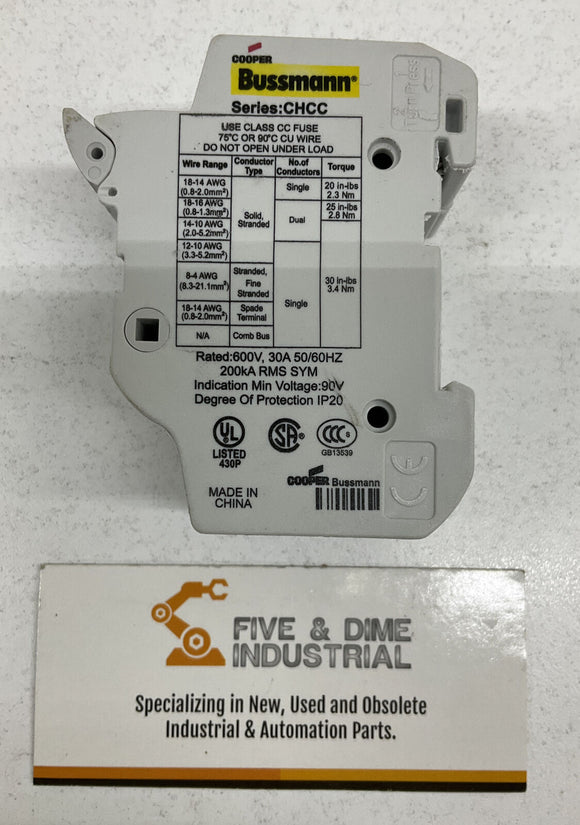 COOPER
Bussmann®
Series:CHCC
USE CLASS CC FUSE
75°C OR 90°C CU WIRE
DO NOT OPEN UNDER LOAD
Wire Range Conductor Type No.of Conductors Torque
18-14 AWG (0.8-2.0mm²) Solid, Stranded Single 20 in-lbs 2.3 Nm
18-16 AWG (0.8-1.3mm²) Dual 25 in-lbs 2.8 Nm
14-10 AWG (2.0-5.2mm²) 30 in-lbs 3.4 Nm
12-10 AWG (3.3-5.2mm²) Single
8-4 AWG (8.3-21.1mm²) Stranded, Fine Stranded
18-14 AWG (0.8-2.0mm²) Spade Terminal
N/A Comb Bus
Rated:600V, 30A 50/60HZ
200kA RMS SYM
Indication Min Voltage:90V
Degree Of Protection IP20
UL
LISTED
430P
SA
CCC S
GB13539
CE
MADE IN
CHINA
COOPER Bussmann
1 Turn
2 Press
FIVE & DIME
INDUSTRIAL
Specializing in New, Used and Obsolete
Industrial & Automation Parts.